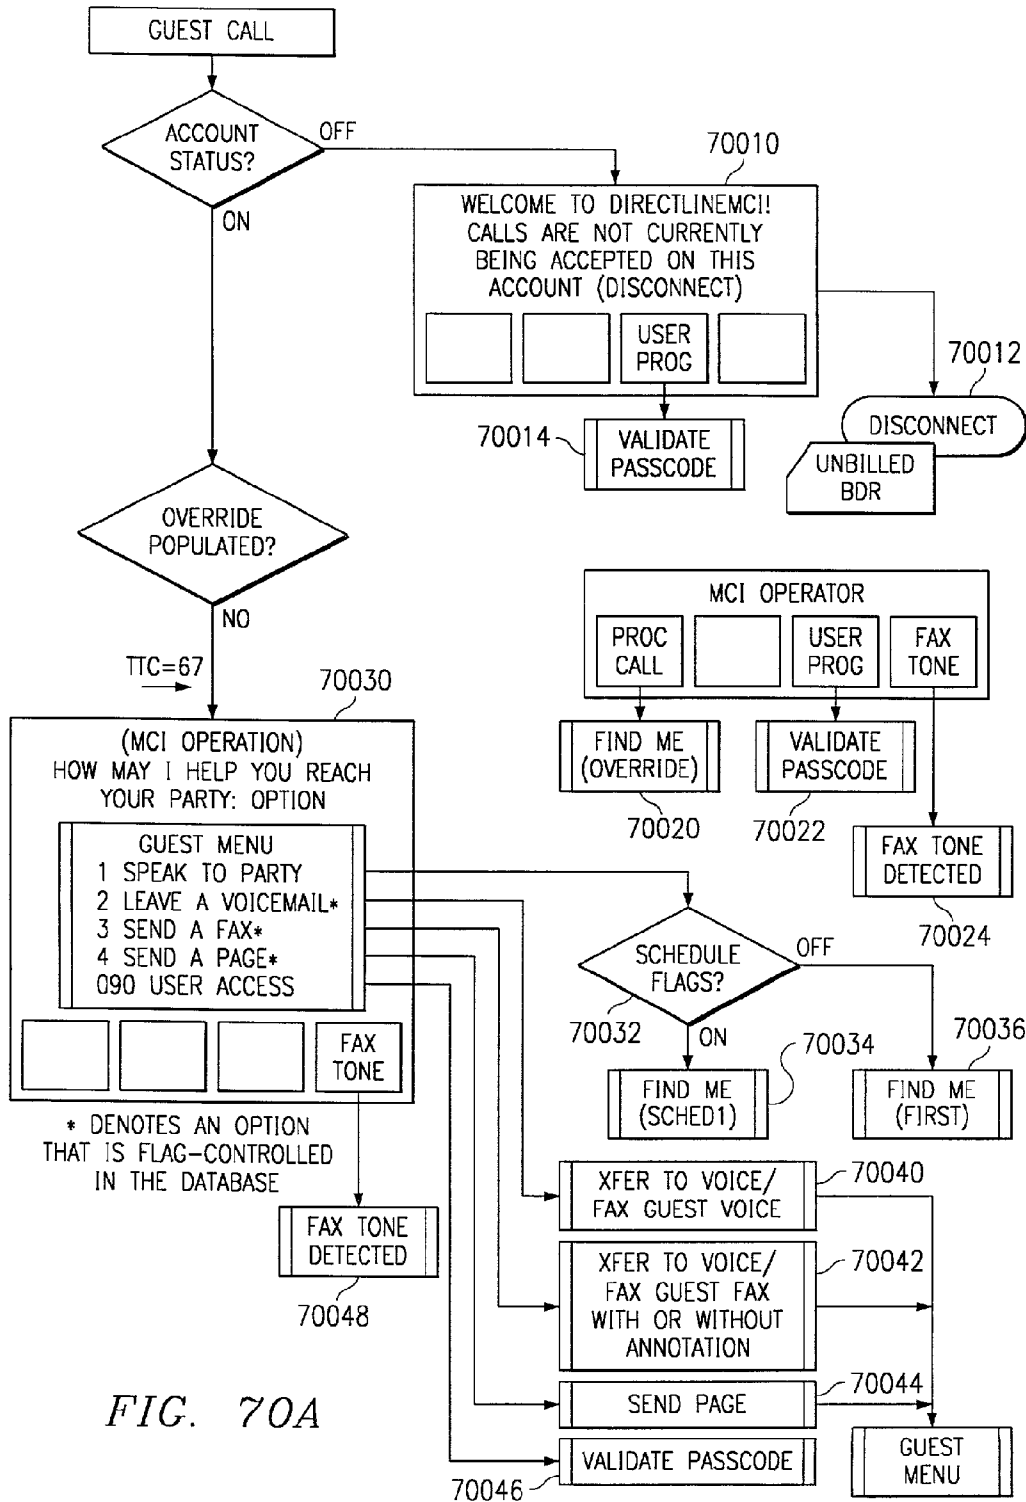 GUEST CALL
ACCOUNT
STATUS?
OFF
ON
70010
WELCOME TO DIRECTLINEMCI!
CALLS ARE NOT CURRENTLY
BEING ACCEPTED ON THIS
ACCOUNT (DISCONNECT)
USER
PROG
70012
DISCONNECT
UNBILLED
BDR
70014
VALIDATE
PASSCODE
OVERRIDE
POPULATED?
NO
TTC=67
MCI OPERATOR
PROC
CALL
USER
PROG
FAX
TONE
FIND ME
(OVERRIDE)
70020
VALIDATE
PASSCODE
70022
FAX TONE
DETECTED
70024
70030
(MCI OPERATION)
HOW MAY I HELP YOU REACH
YOUR PARTY: OPTION
GUEST MENU
1 SPEAK TO PARTY
2 LEAVE A VOICEMAIL*
3 SEND A FAX*
4 SEND A PAGE*
090 USER ACCESS
FAX
TONE
* DENOTES AN OPTION
THAT IS FLAG-CONTROLLED
IN THE DATABASE
FAX TONE
DETECTED
70048
SCHEDULE
FLAGS?
OFF
70032
ON
70034
FIND ME
(SCHED1)
70036
FIND ME
(FIRST)
XFER TO VOICE/
FAX GUEST VOICE
70040
XFER TO VOICE/
FAX GUEST FAX
WITH OR WITHOUT
ANNOTATION
70042
SEND PAGE
70044
VALIDATE PASSCODE
70046
GUEST
MENU
FIG. 70A